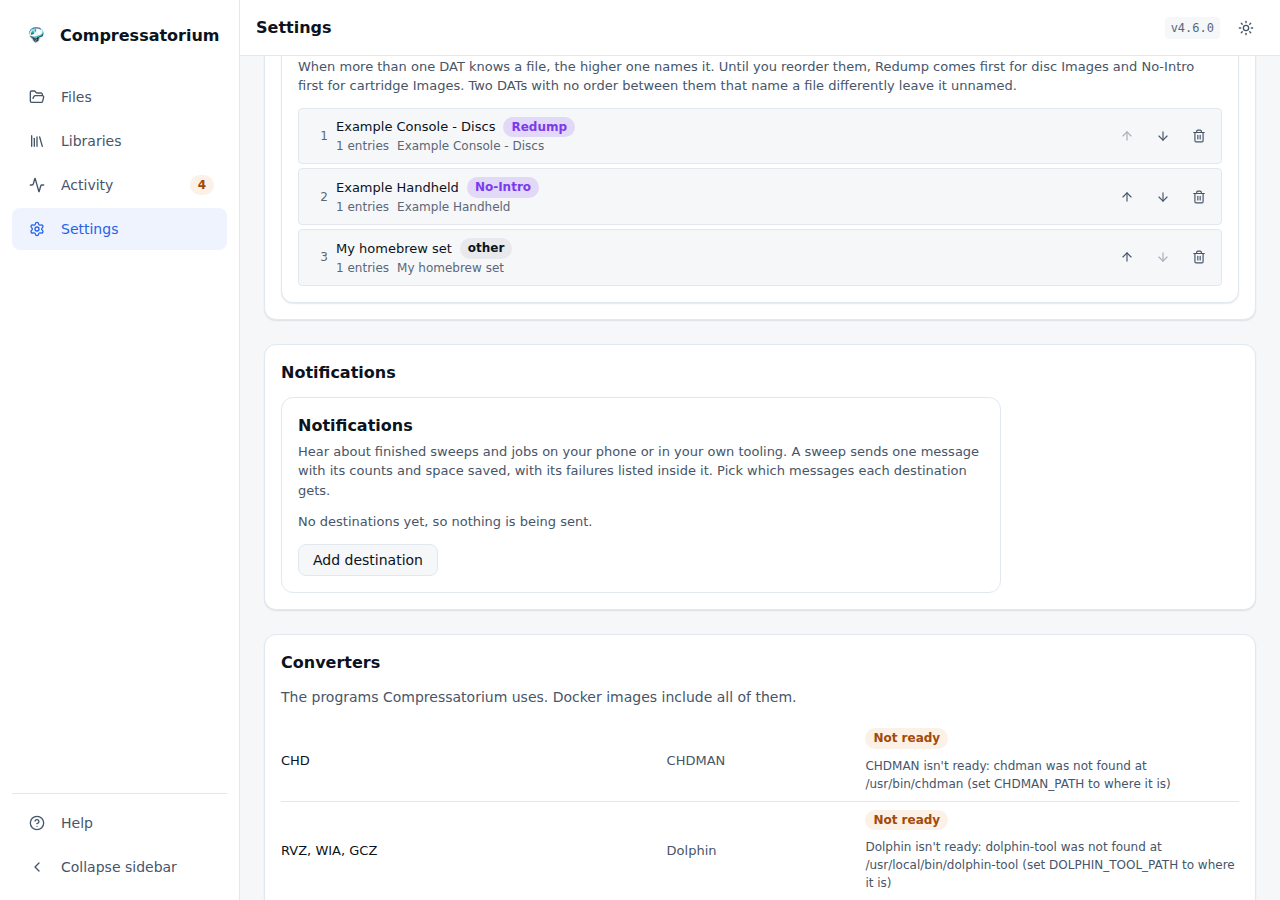 Compressatorium
Files
Libraries
Activity
4
Settings
Help
Collapse sidebar
Settings
v4.6.0
When more than one DAT knows a file, the higher one names it. Until you reorder them, Redump comes first for disc Images and No-Intro
first for cartridge Images. Two DATs with no order between them that name a file differently leave it unnamed.
1
Example Console - Discs Redump
1 entries Example Console - Discs
2
Example Handheld No-Intro
1 entries Example Handheld
3
My homebrew set other
1 entries My homebrew set
Notifications
Notifications
Hear about finished sweeps and jobs on your phone or in your own tooling. A sweep sends one message
with its counts and space saved, with its failures listed inside it. Pick which messages each destination
gets.
No destinations yet, so nothing is being sent.
Add destination
Converters
The programs Compressatorium uses. Docker images include all of them.
CHD
CHDMAN
Not ready
CHDMAN isn't ready: chdman was not found at
/usr/bin/chdman (set CHDMAN_PATH to where it is)
RVZ, WIA, GCZ
Dolphin
Not ready
Dolphin isn't ready: dolphin-tool was not found at
/usr/local/bin/dolphin-tool (set DOLPHIN_TOOL_PATH to where
it is)